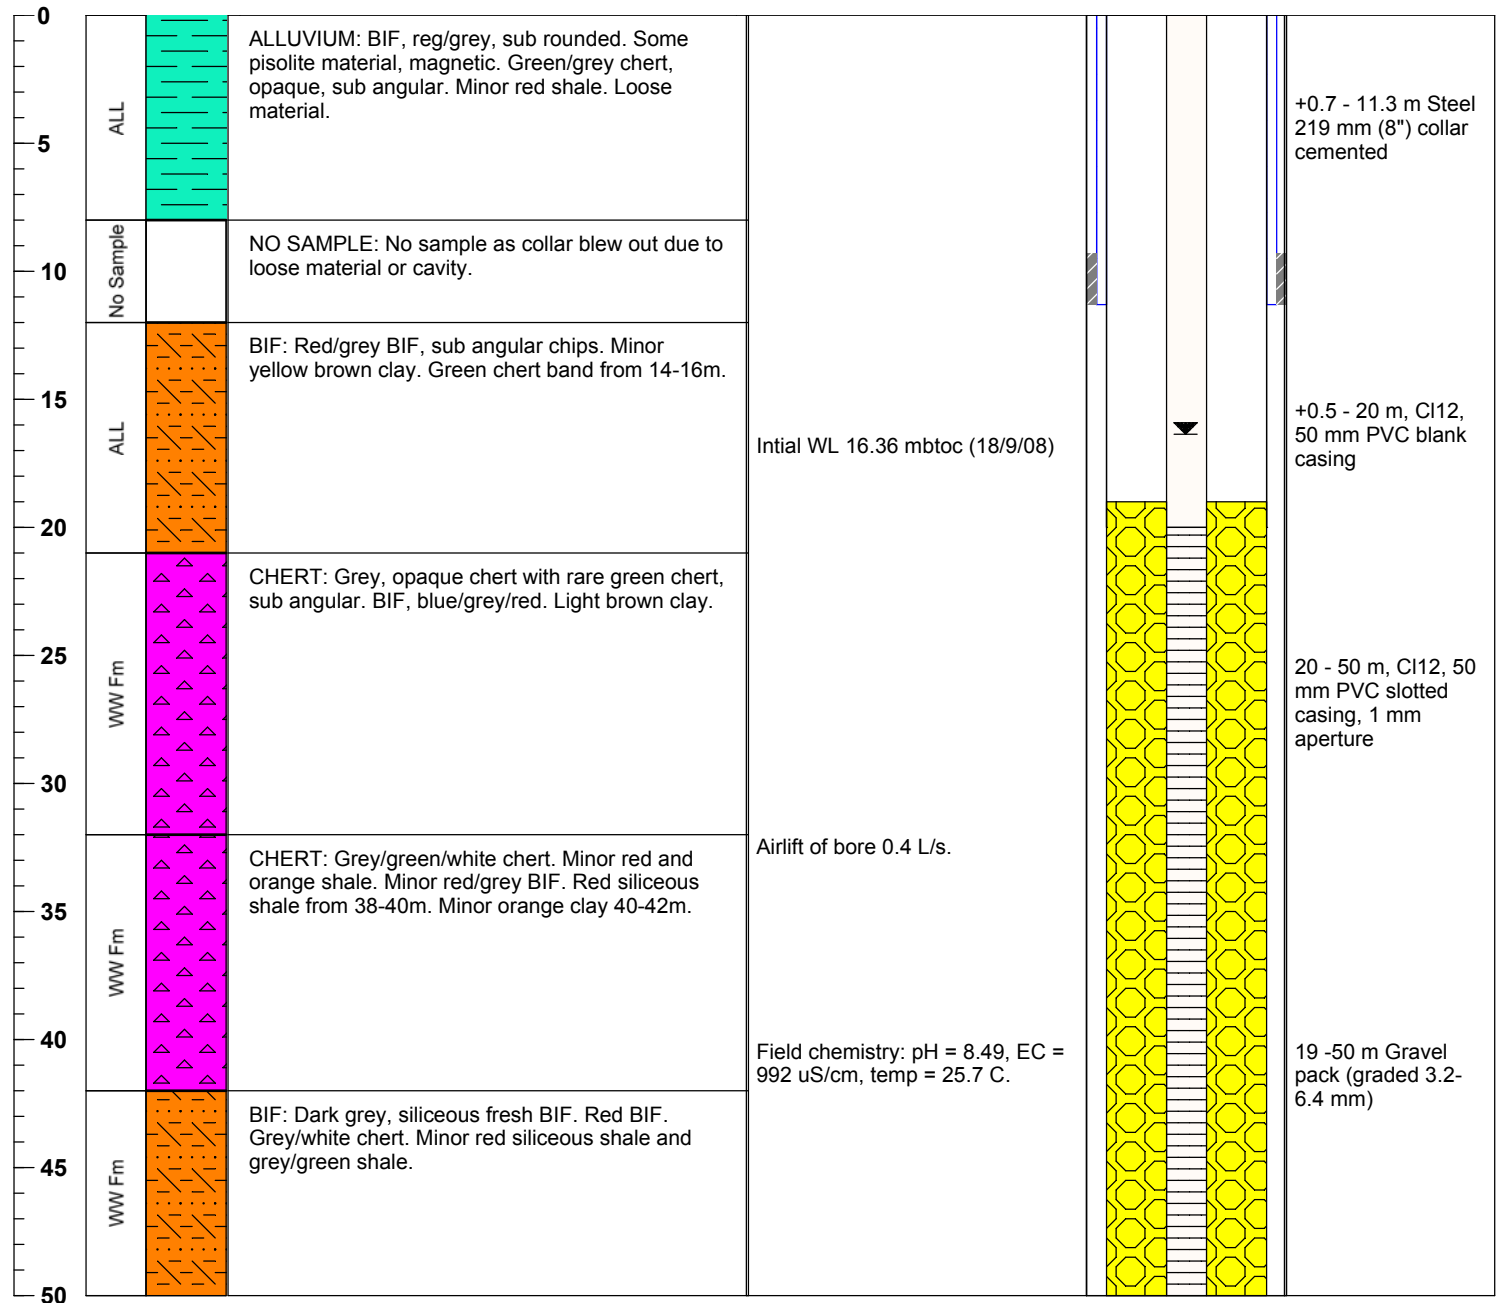 0
5
10
15
20
25
30
35
40
45
50
ALL
No Sample
ALL
WW Fm
WW Fm
WW Fm
ALLUVIUM: BIF, reg/grey, sub rounded. Some
pisolite material, magnetic. Green/grey chert,
opaque, sub angular. Minor red shale. Loose
material.
NO SAMPLE: No sample as collar blew out due to
loose material or cavity.
BIF: Red/grey BIF, sub angular chips. Minor
yellow brown clay. Green chert band from 14-16m.
CHERT: Grey, opaque chert with rare green chert,
sub angular. BIF, blue/grey/red. Light brown clay.
CHERT: Grey/green/white chert. Minor red and
orange shale. Minor red/grey BIF. Red siliceous
shale from 38-40m. Minor orange clay 40-42m.
BIF: Dark grey, siliceous fresh BIF. Red BIF.
Grey/white chert. Minor red siliceous shale and
grey/green shale.
Intial WL 16.36 mbtoc (18/9/08)
Airlift of bore 0.4 L/s.
Field chemistry: pH = 8.49, EC =
992 uS/cm, temp = 25.7 C.
+0.7 - 11.3 m Steel
219 mm (8") collar
cemented
+0.5 - 20 m, Cl12,
50 mm PVC blank
casing
20 - 50 m, Cl12, 50
mm PVC slotted
casing, 1 mm
aperture
19 -50 m Gravel
pack (graded 3.2-
6.4 mm)